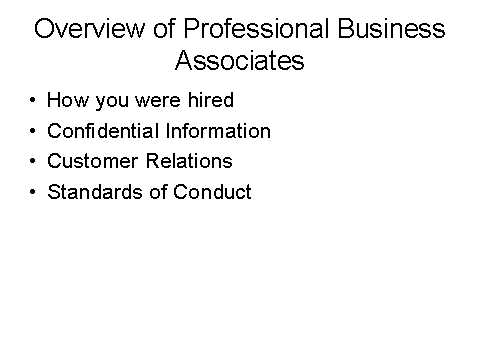 Overview of Professional Business
Associates
• How you were hired
• Confidential Information
• Customer Relations
• Standards of Conduct